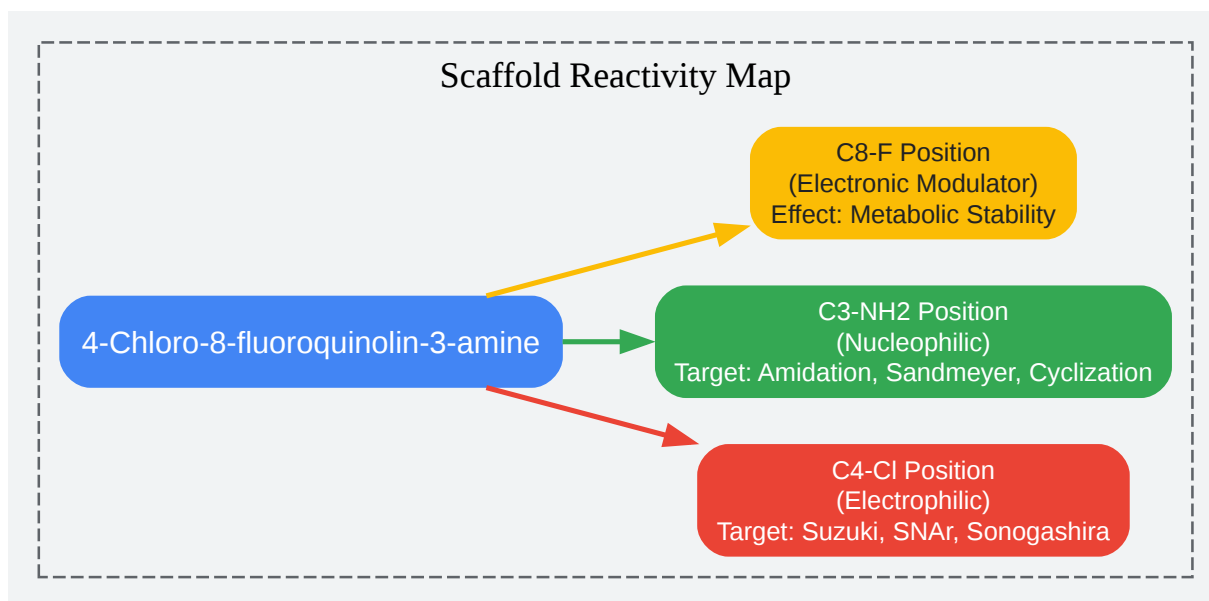 Scaffold Reactivity Map
C8-F Position
(Electronic Modulator)
Effect: Metabolic Stability
4-Chloro-8-fluoroquinolin-3-amine
C3-NH2 Position
(Nucleophilic)
Target: Amidation, Sandmeyer, Cyclization
C4-Cl Position
(Electrophilic)
Target: Suzuki, SNAr, Sonogashira